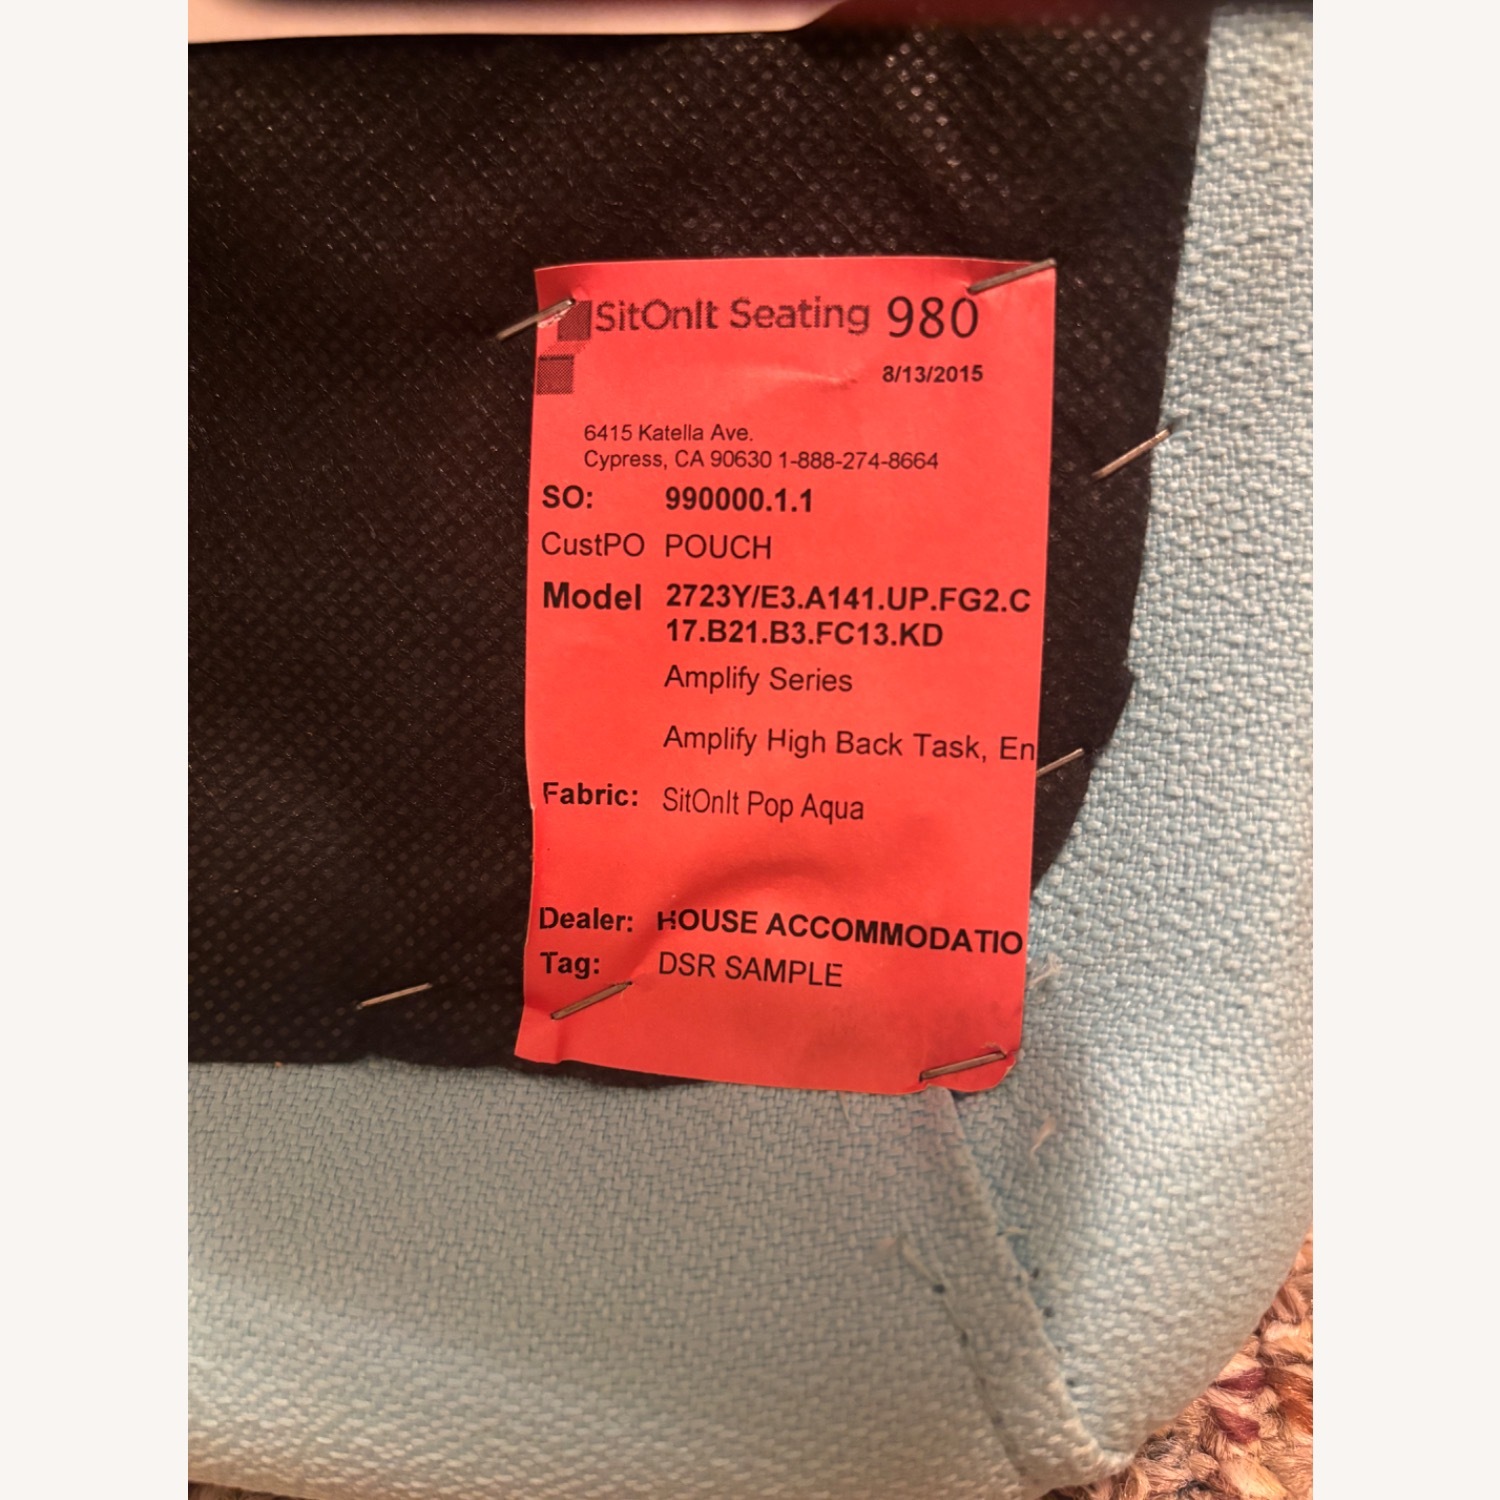 SitOnIt Seating 980
8/13/2015
6415 Katella Ave.
Cypress, CA 90630 1-888-274-8664
SO: 990000.1.1
CustPO POUCH
Model 2723Y/E3.A141.UP.FG2.C
17.B21.B3.FC13.KD
Amplify Series
Amplify High Back Task, En
Fabric: SitOnIt Pop Aqua
Dealer: HOUSE ACCOMMODATIO
Tag: DSR SAMPLE